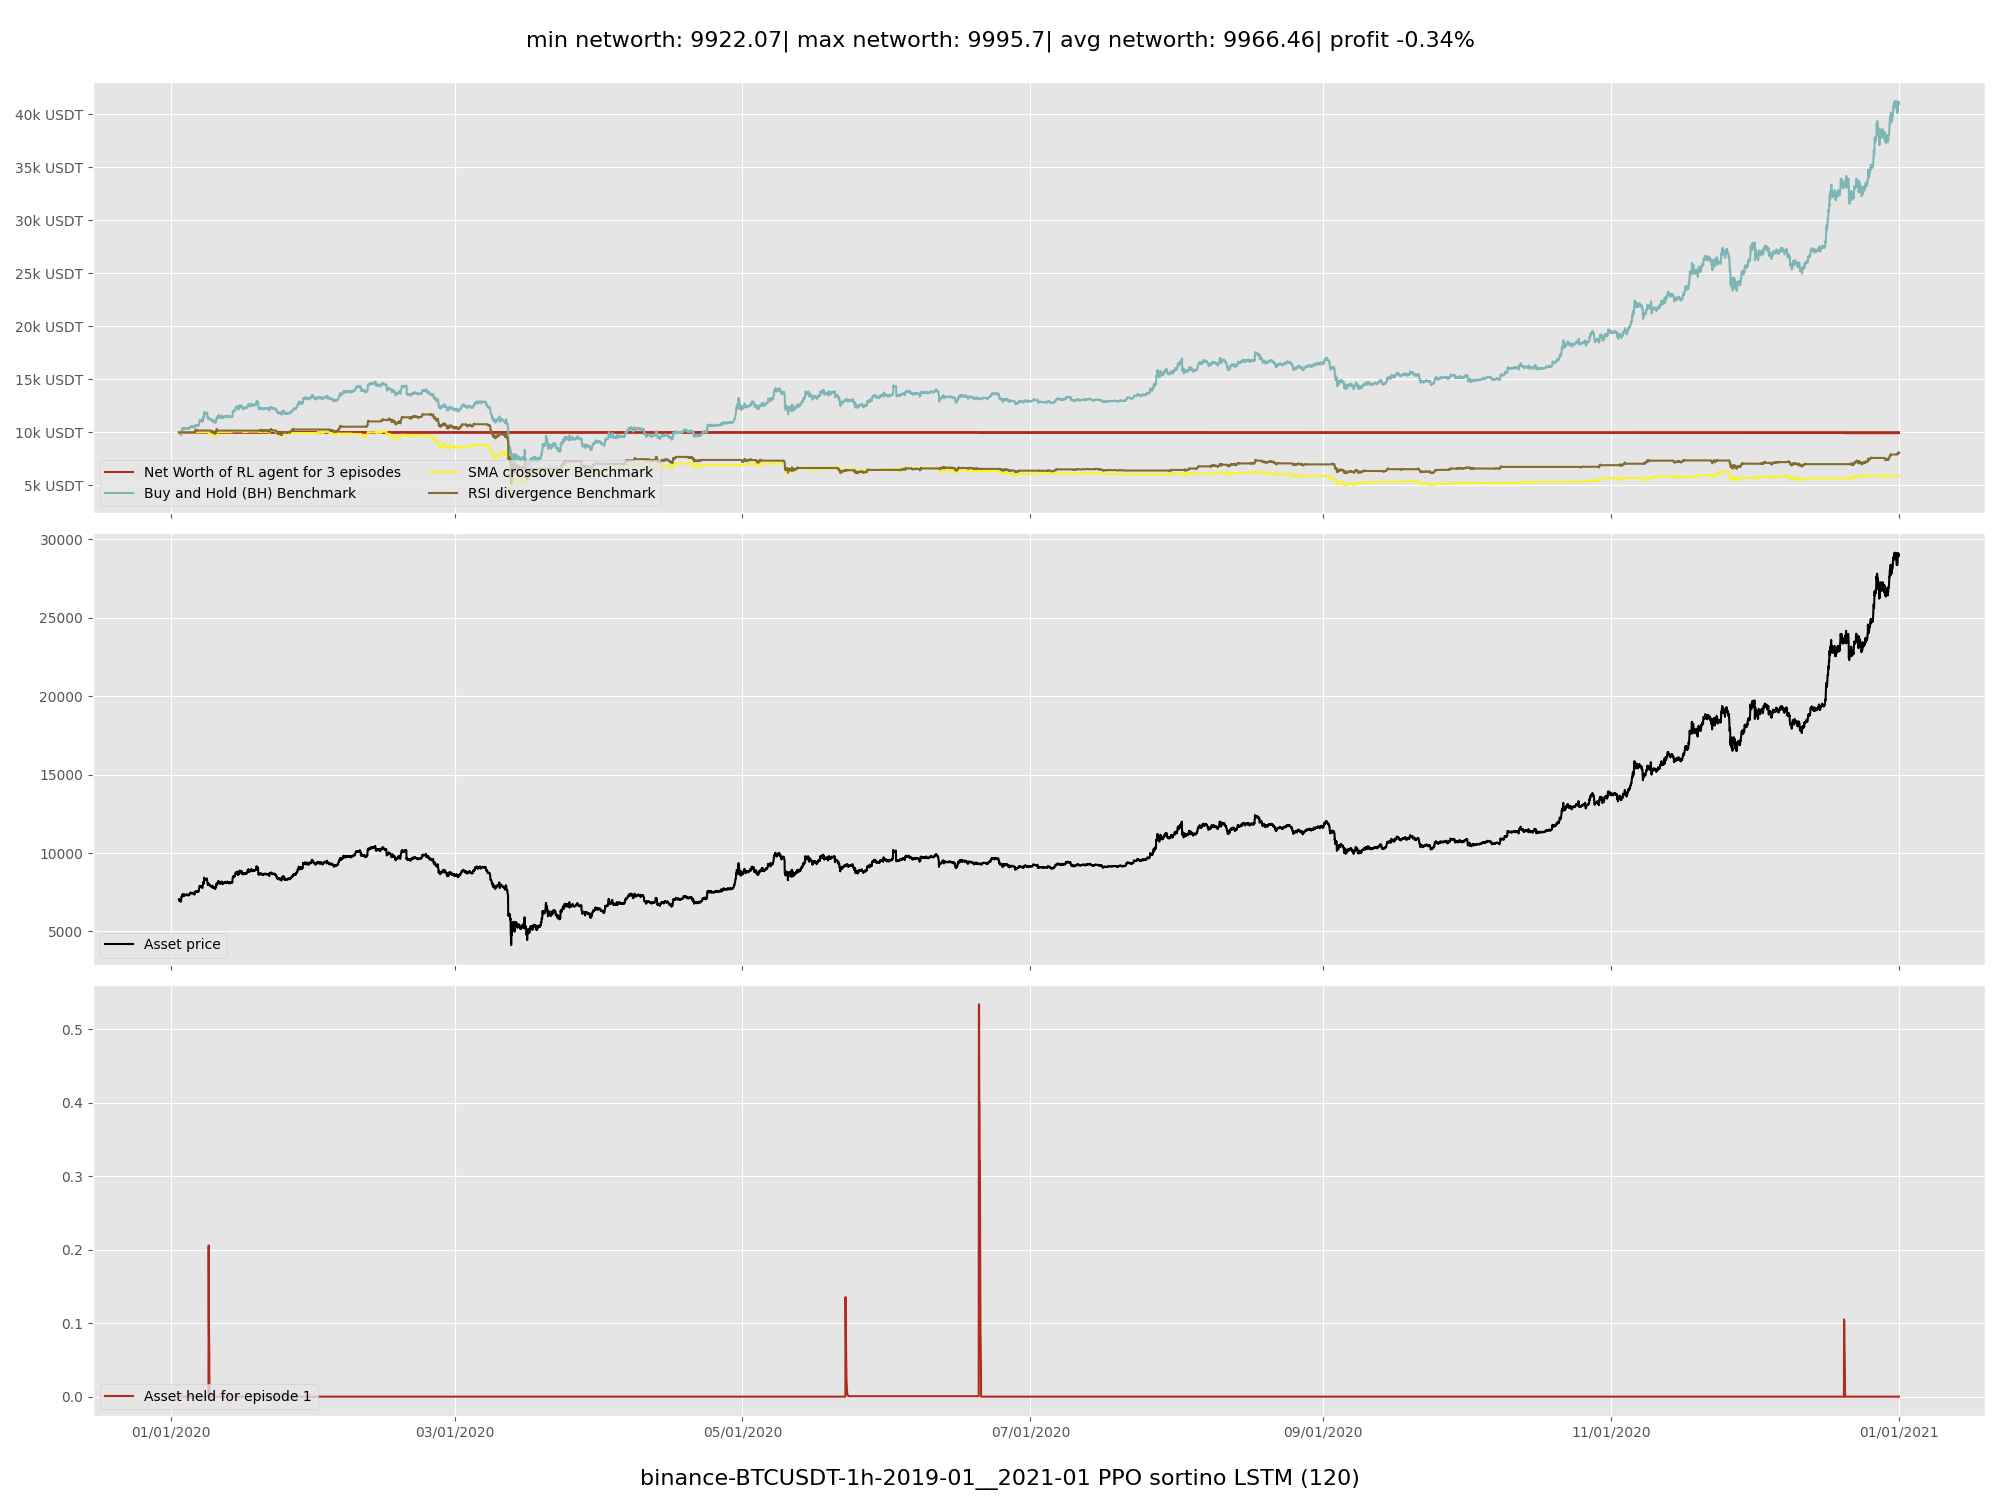 min networth: 9922.07| max networth: 9995.7| avg networth: 9966.46| profit -0.34%
40k USDT
35k USDT
30k USDT
25k USDT
20k USDT
15k USDT
10k USDT
5k USDT
Net Worth of RL agent for 3 episodes
Buy and Hold (BH) Benchmark
SMA crossover Benchmark
RSI divergence Benchmark
30000
25000
20000
15000
10000
5000
Asset price
0.5
0.4
0.3
0.2
0.1
0.0
Asset held for episode 1
01/01/2020 03/01/2020 05/01/2020 07/01/2020 09/01/2020 11/01/2020 01/01/2021
binance-BTCUSDT-1h-2019-01__2021-01 PPO sortino LSTM (120)